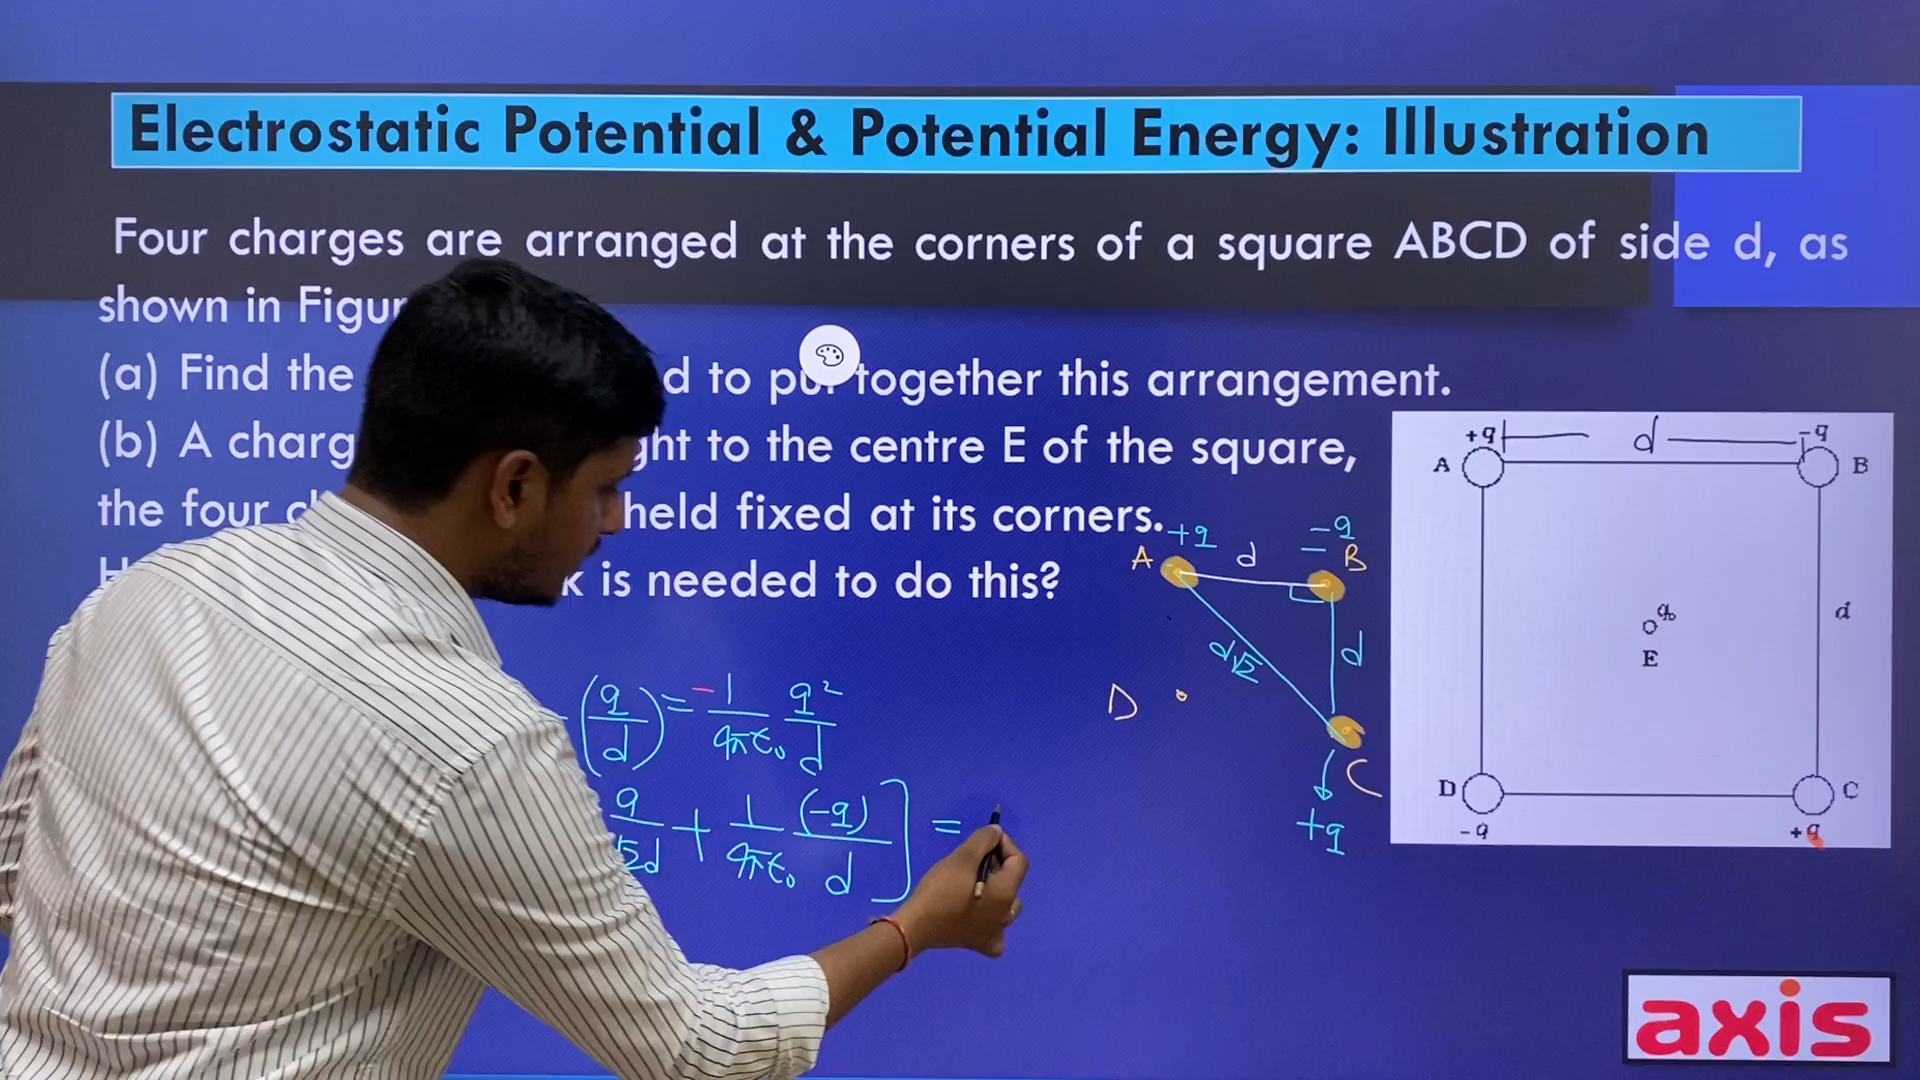 Electrostatic Potential & Potential Energy: Illustration
Four charges are arranged at the corners of a square ABCD of side d, as
shown in Figur
(a) Find the d to pu together this arrangement.
(b) A charg ght to the centre E of the square,
the four c held fixed at its corners.
H k is needed to do this?
+q d -q
A B
q₀
E
d
D C
-q +q
+q -q
A d B
d√2 d
D C
+q
(q/d) = -1/4πε₀ q²/d
q/√2d + 1/4πε₀ (-q)/d ] =
axis